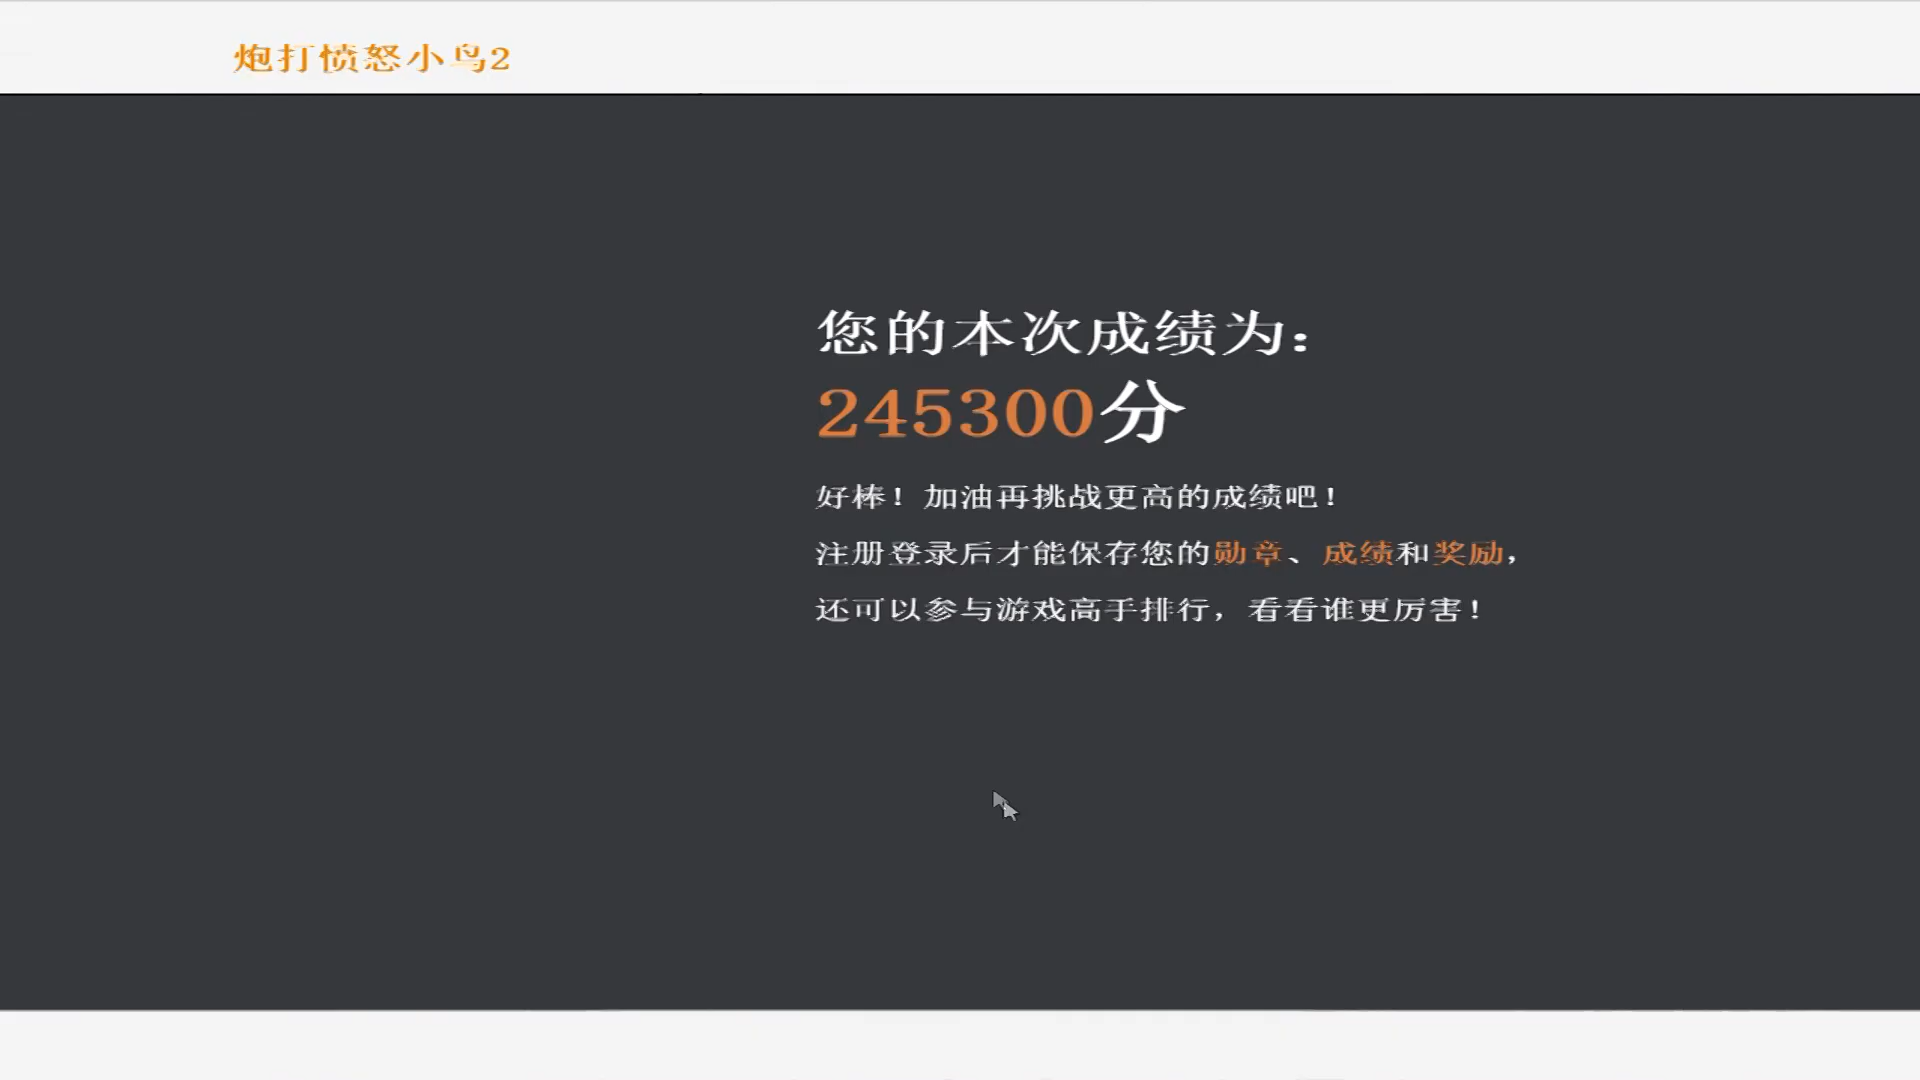 炮打愤怒小鸟2
您的本次成绩为：
245300分
好棒！加油再挑战更高的成绩吧！
注册登录后才能保存您的勋章、成绩和奖励，
还可以参与游戏高手排行，看看谁更厉害！